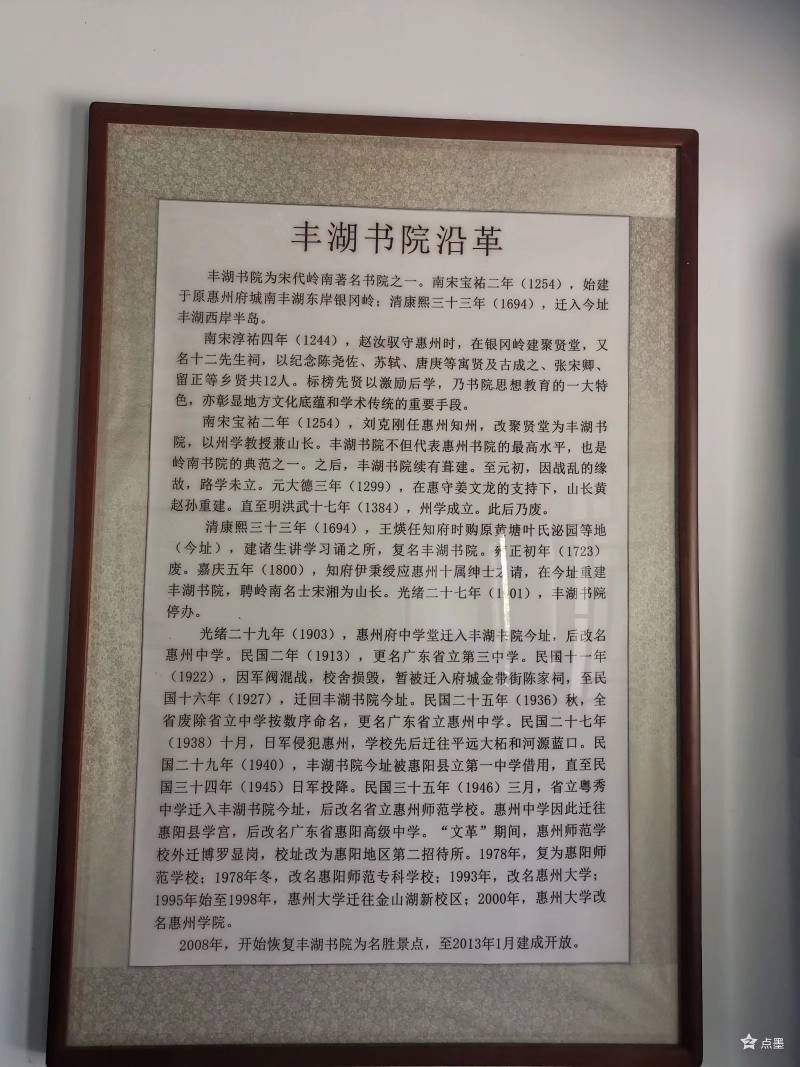 丰湖书院沿革
丰湖书院为宋代岭南著名书院之一。南宋宝祐二年（1254），始建
于原惠州府城南丰湖东岸银冈岭；清康熙三十三年（1694），迁入今址
丰湖西岸半岛。
南宋淳祐四年（1244），赵汝驭守惠州时，在银冈岭建聚贤堂，又
名十二先生祠，以纪念陈尧佐、苏轼、唐庚等寓贤及古成之、张宋卿、
留正等乡贤共12人。标榜先贤以激励后学，乃书院思想教育的一大特
色，亦彰显地方文化底蕴和学术传统的重要手段。
南宋宝祐二年（1254），刘克刚任惠州知州，改聚贤堂为丰湖书
院，以州学教授兼山长。丰湖书院不但代表惠州书院的最高水平，也是
岭南书院的典范之一。之后，丰湖书院续有葺建。至元初，因战乱的缘
故，路学未立。元大德三年（1299），在惠守姜文龙的支持下，山长黄
赵孙重建。直至明洪武十七年（1384），州学成立。此后乃废。
清康熙三十三年（1694），王煐任知府时购原黄塘叶氏泌园等地
（今址），建诸生讲学习诵之所，复名丰湖书院。雍正初年（1723）
废。嘉庆五年（1800），知府伊秉绶应惠州十属绅士之请，在今址重建
丰湖书院，聘岭南名士宋湘为山长。光绪二十七年（1901），丰湖书院
停办。
光绪二十九年（1903），惠州府中学堂迁入丰湖书院今址，后改名
惠州中学。民国二年（1913），更名广东省立第三中学。民国十一年
（1922），因军阀混战，校舍损毁，暂被迁入府城金带街陈家祠，至民
国十六年（1927），迁回丰湖书院今址。民国二十五年（1936）秋，全
省废除省立中学按数序命名，更名广东省立惠州中学。民国二十七年
（1938）十月，日军侵犯惠州，学校先后迁往平远大柘和河源蓝口。民
国二十九年（1940），丰湖书院今址被惠阳县立第一中学借用，直至民
国三十四年（1945）日军投降。民国三十五年（1946）三月，省立粤秀
中学迁入丰湖书院今址，后改名省立惠州师范学校。惠州中学因此迁往
惠阳县学宫，后改名广东省惠阳高级中学。“文革”期间，惠州师范学
校外迁博罗显岗，校址改为惠阳地区第二招待所。1978年，复为惠阳师
范学校；1978年冬，改名惠阳师范专科学校；1993年，改名惠州大学；
1995年始至1998年，惠州大学迁往金山湖新校区；2000年，惠州大学改
名惠州学院。
2008年，开始恢复丰湖书院为名胜景点，至2013年1月建成开放。
点墨